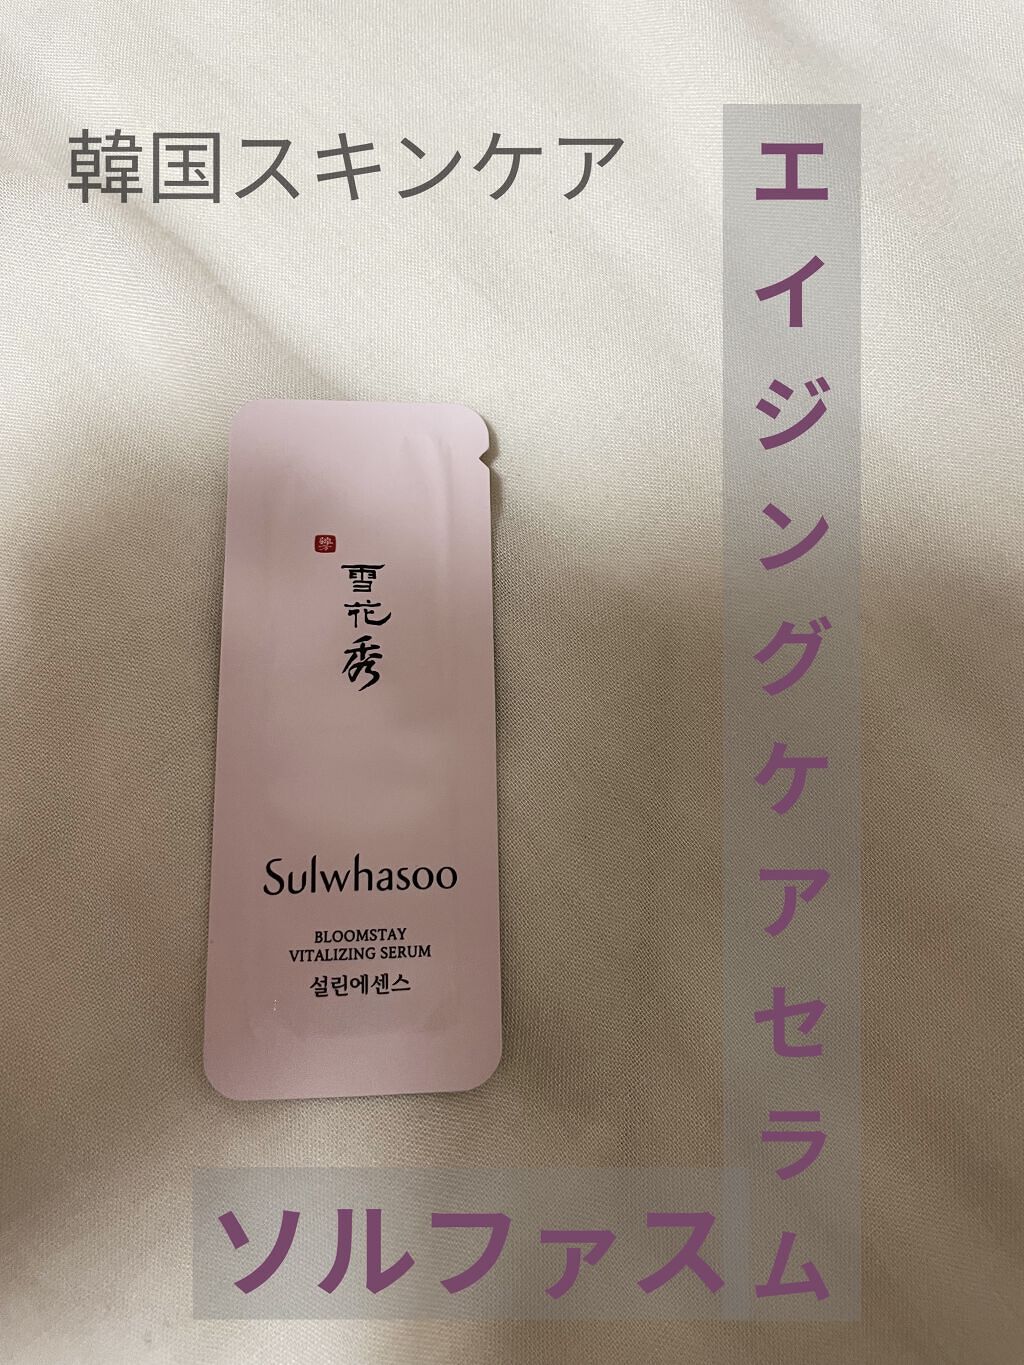 韓国スキンケア
エイジングケアセラム
雪花秀
Sulwhasoo
BLOOMSTAY
VITALIZING SERUM
설린에센스
ソルファス